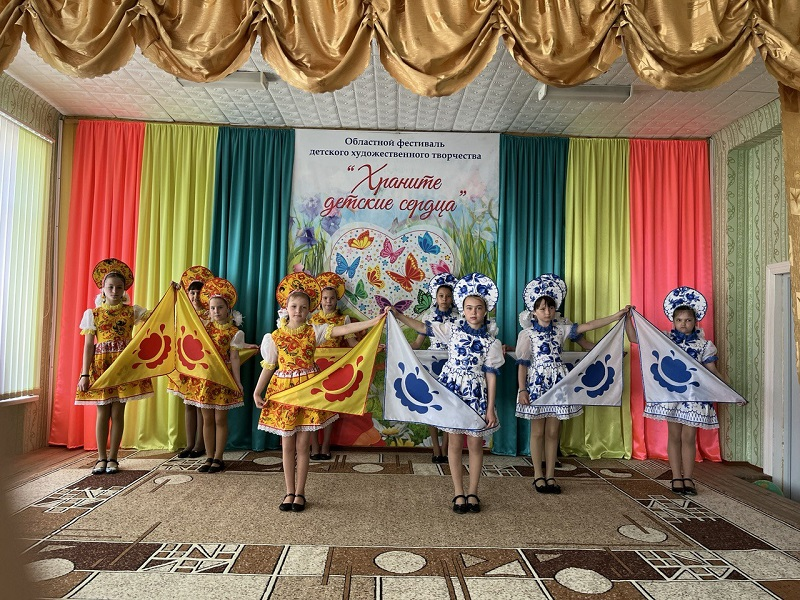 Областной фестиваль
детского художественного творчества
"Храните
детские сердца"